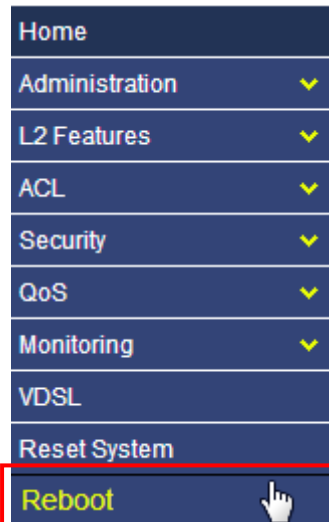 Home
Administration
L2 Features
ACL
Security
QoS
Monitoring
VDSL
Reset System
Reboot